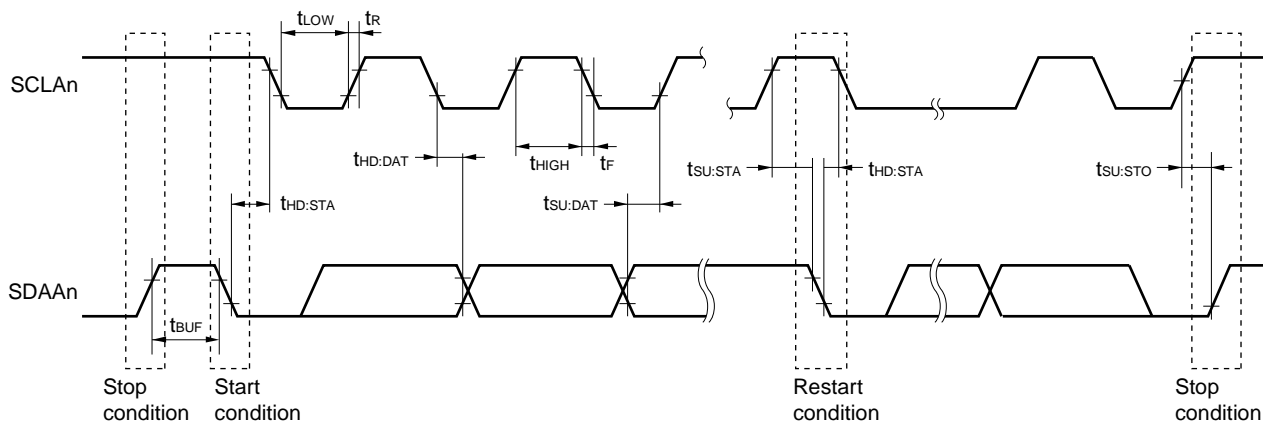 tLOW tR
SCLAn
tHD:DAT tHIGH tF tSU:STA tHD:STA tSU:STO
tHD:STA tSU:DAT
SDAAn
tBUF
Stop condition
Start condition
Restart condition
Stop condition